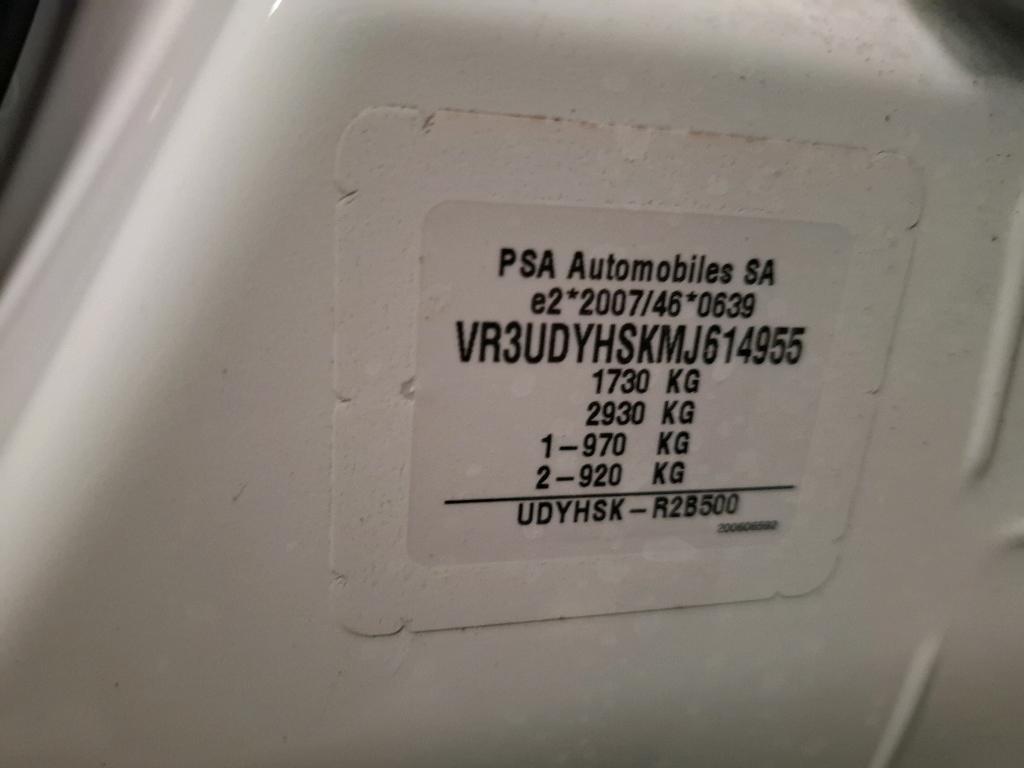 PSA Automobiles SA
e2*2007/46*0639
VR3UDYHSKMJ614955
1730 KG
2930 KG
1-970 KG
2-920 KG
UDYHSK-R2B500
200606592